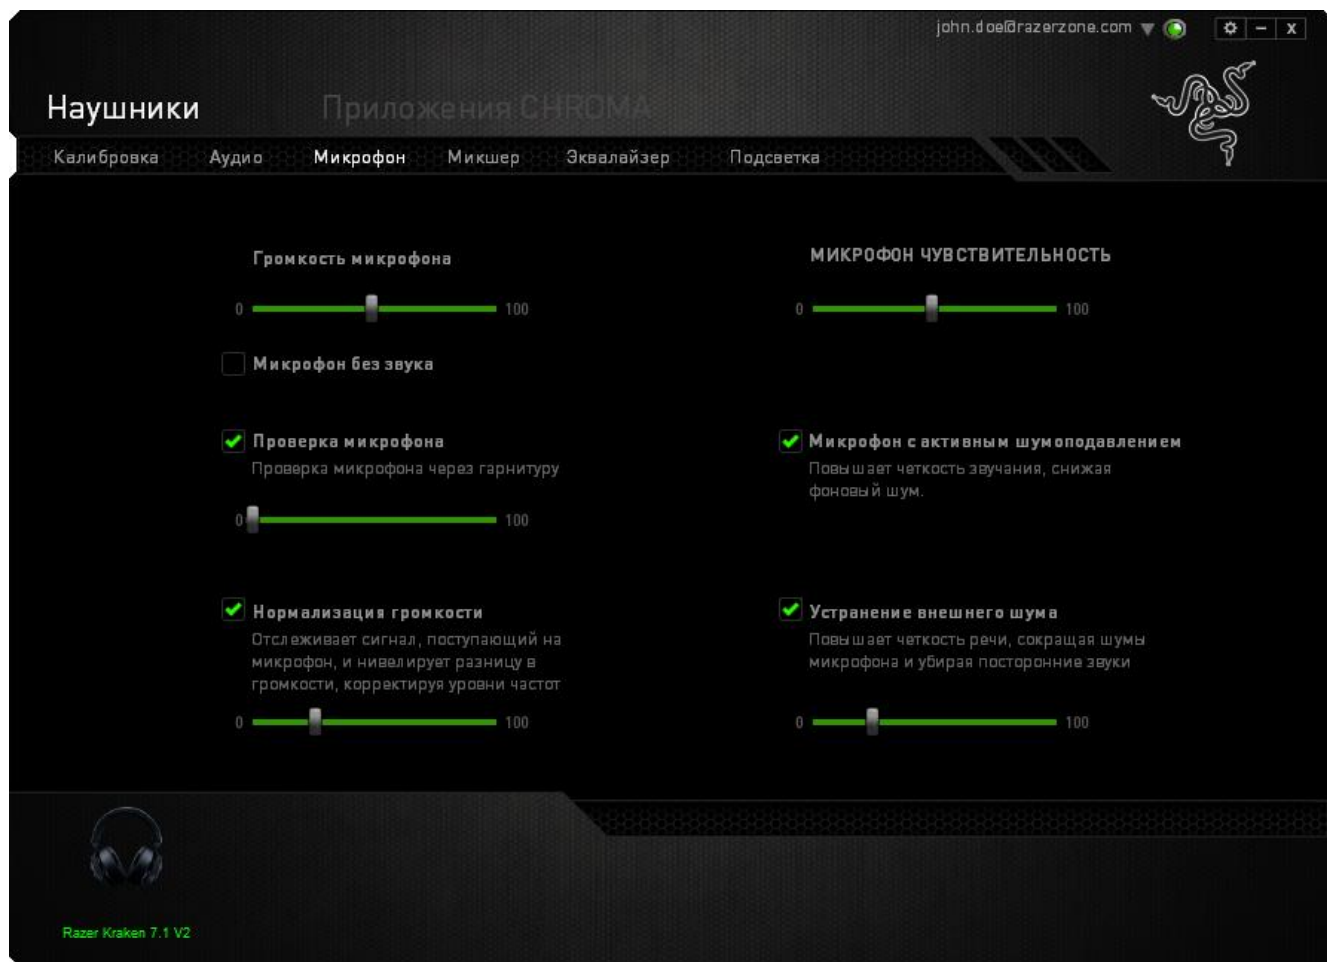 john.doe@razerzone.com
X
Наушники
Приложения CHROMA
Калибровка Аудио Микрофон Микшер Эквалайзер Подсветка
Громкость микрофона
0 100
Микрофон без звука
МИКРОФОН ЧУВСТВИТЕЛЬНОСТЬ
0 100
Проверка микрофона
Проверка микрофона через гарнитуру
0 100
Микрофон с активным шумоподавлением
Повышает четкость звучания, снижая
фоновый шум.
Нормализация громкости
Отслеживает сигнал, поступающий на
микрофон, и нивелирует разницу в
громкости, корректируя уровни частот
0 100
Устранение внешнего шума
Повышает четкость речи, сокращая шумы
микрофона и убирая посторонние звуки
0 100
Razer Kraken 7.1 V2